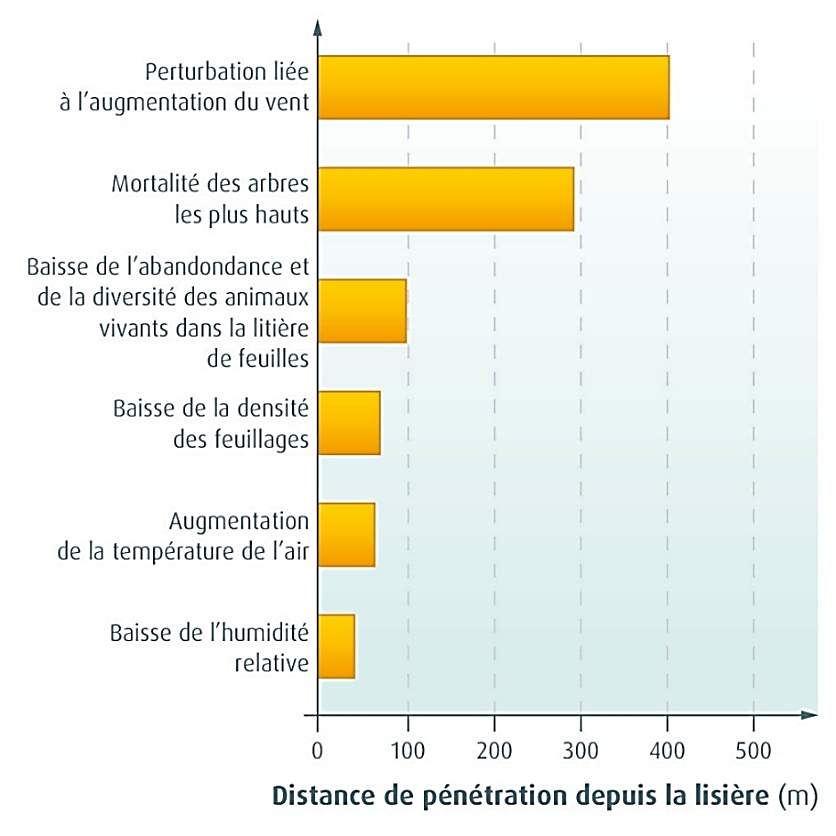 Perturbation liée
à l'augmentation du vent
Mortalité des arbres
les plus hauts
Baisse de l'abandondance et
de la diversité des animaux
vivants dans la litière
de feuilles
Baisse de la densité
des feuillages
Augmentation
de la température de l'air
Baisse de l'humidité
relative
0 100 200 300 400 500
Distance de pénétration depuis la lisière (m)